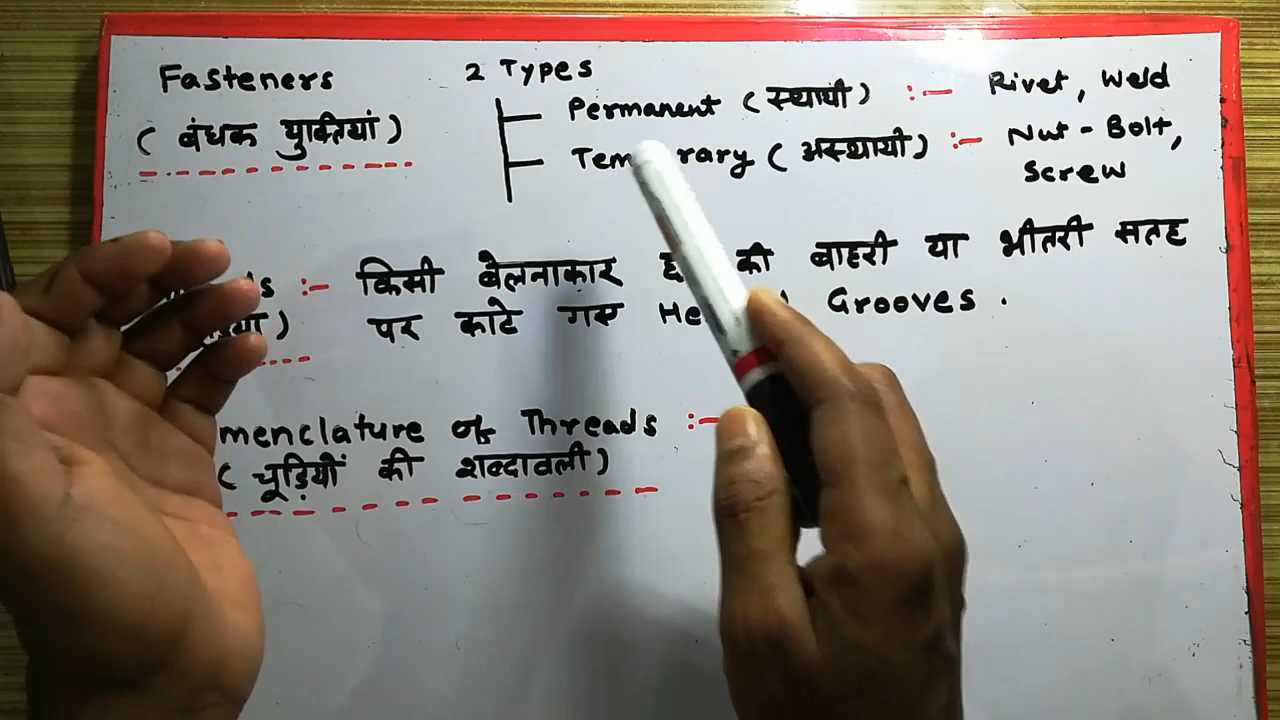 Fasteners
(बंधक युक्तियां)
2 Types
Permanent (स्थायी) :- Rivet, Weld
(अस्थायी) :- Nut-Bolt,
Screw
:- किसी बेलनाकार की बाहरी या भीतरी सतह
पर काटे गए Grooves.
of Threads :-
(चूड़ियों की शब्दावली)